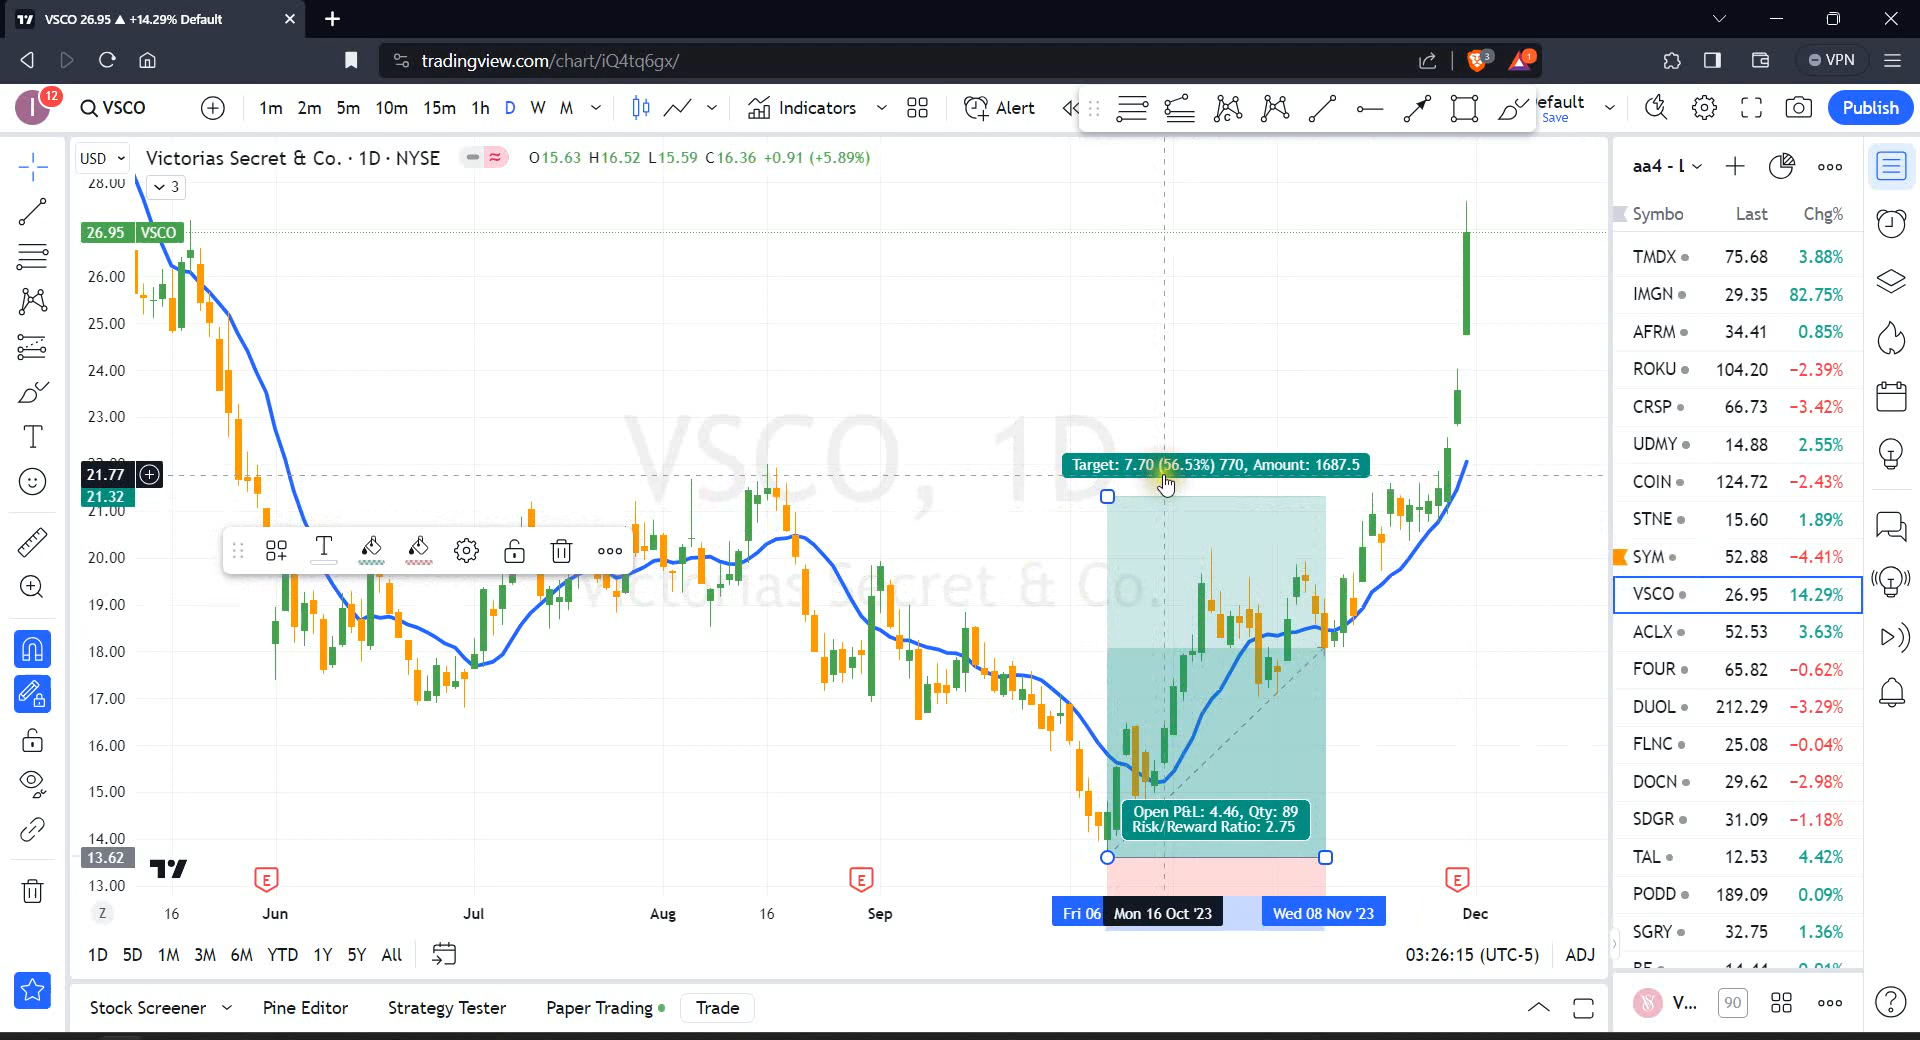 VSCO 26.95 ▲ +14.29% Default
tradingview.com/chart/iQ4tq6gx/
3
1
VPN
I
12
VSCO
1m 2m 5m 10m 15m 1h D W M
Indicators
Alert
efault
Save
Publish
USD
Victorias Secret & Co. · 1D · NYSE
O15.63 H16.52 L15.59 C16.36 +0.91 (+5.89%)
3
28.00
26.95 VSCO
26.00
25.00
24.00
23.00
21.77
21.32
21.00
20.00
19.00
18.00
17.00
16.00
15.00
14.00
13.62
13.00
VSCO, 1D
Victorias Secret & Co.
Target: 7.70 (56.53%) 770, Amount: 1687.5
Open P&L: 4.46, Qty: 89
Risk/Reward Ratio: 2.75
E
E
E
Z
16
Jun
Jul
Aug
16
Sep
Fri 06
Mon 16 Oct '23
Wed 08 Nov '23
Dec
1D 5D 1M 3M 6M YTD 1Y 5Y All
03:26:15 (UTC-5)
ADJ
Stock Screener
Pine Editor
Strategy Tester
Paper Trading
Trade
aa4 - L
Symbo Last Chg%
TMDX 75.68 3.88%
IMGN 29.35 82.75%
AFRM 34.41 0.85%
ROKU 104.20 −2.39%
CRSP 66.73 −3.42%
UDMY 14.88 2.55%
COIN 124.72 −2.43%
STNE 15.60 1.89%
SYM 52.88 −4.41%
VSCO 26.95 14.29%
ACLX 52.53 3.63%
FOUR 65.82 −0.62%
DUOL 212.29 −3.29%
FLNC 25.08 −0.04%
DOCN 29.62 −2.98%
SDGR 31.09 −1.18%
TAL 12.53 4.42%
PODD 189.09 0.09%
SGRY 32.75 1.36%
V...
90